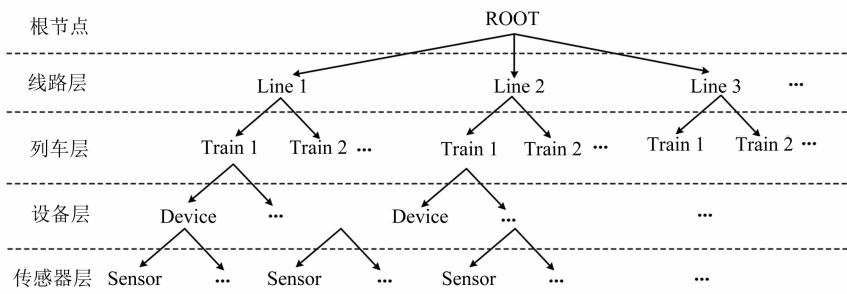 根节点 ROOT
线路层 Line 1 Line 2 Line 3 ...
列车层 Train 1 Train 2 ... Train 1 Train 2 ... Train 1 Train 2 ...
设备层 Device ... Device ... ...
传感器层 Sensor ... Sensor ... Sensor ... ...